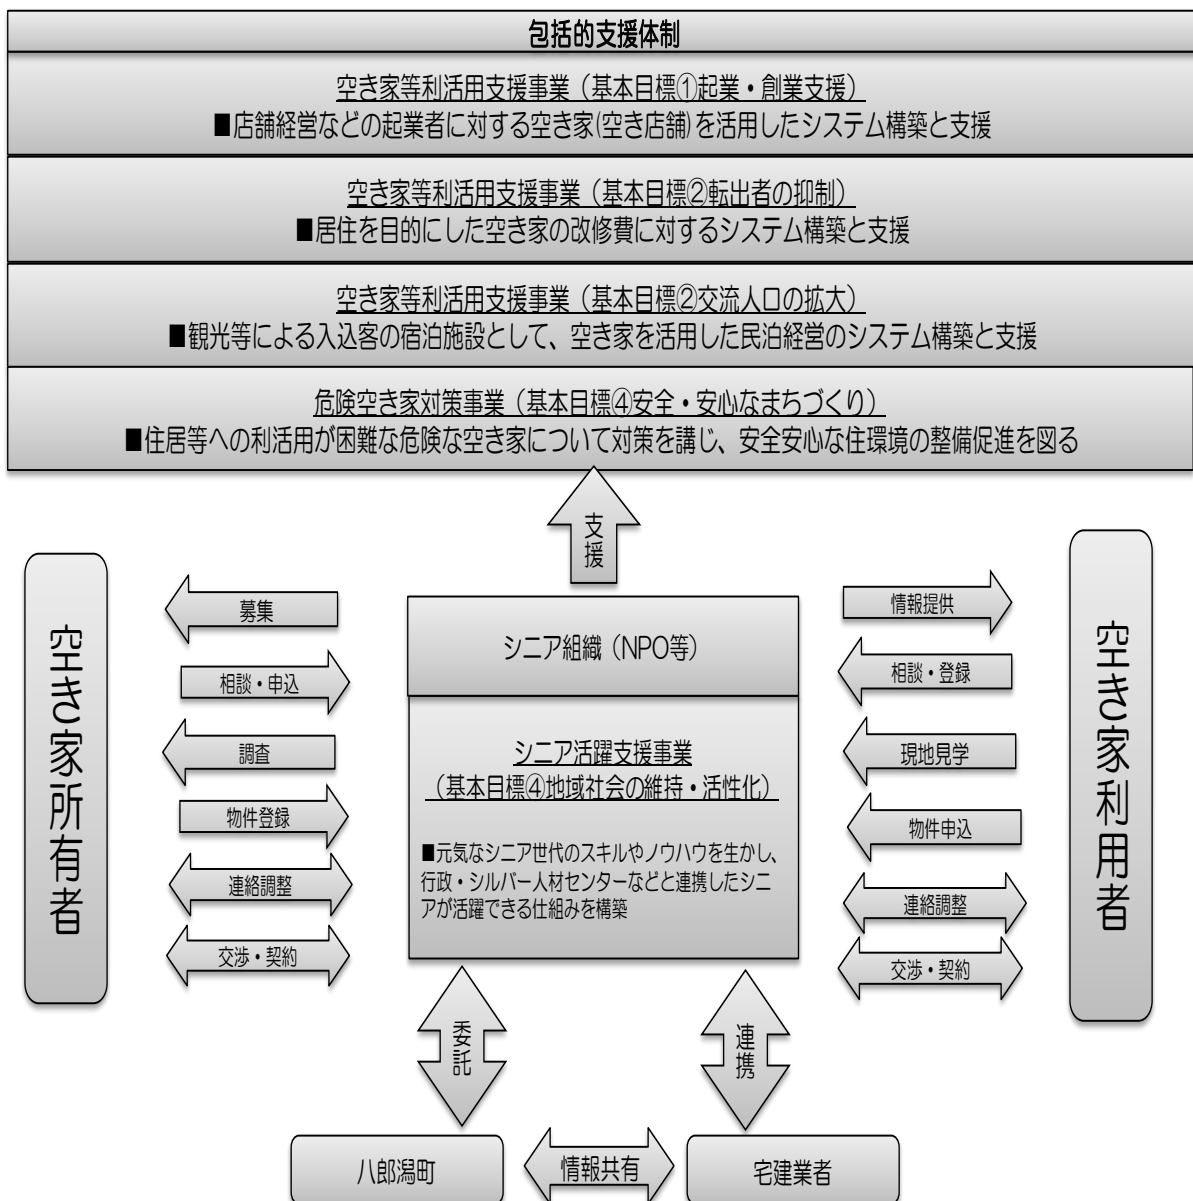 包括的支援体制
空き家等利活用支援事業（基本目標①起業・創業支援）
■店舗経営などの起業者に対する空き家(空き店舗)を活用したシステム構築と支援
空き家等利活用支援事業（基本目標②転出者の抑制）
■居住を目的にした空き家の改修費に対するシステム構築と支援
空き家等利活用支援事業（基本目標②交流人口の拡大）
■観光等による入込客の宿泊施設として、空き家を活用した民泊経営のシステム構築と支援
危険空き家対策事業（基本目標④安全・安心なまちづくり）
■住居等への利活用が困難な危険な空き家について対策を講じ、安全安心な住環境の整備促進を図る
支援
空き家所有者
募集
相談・申込
調査
物件登録
連絡調整
交渉・契約
シニア組織（NPO等）
シニア活躍支援事業
（基本目標④地域社会の維持・活性化）
■元気なシニア世代のスキルやノウハウを生かし、
行政・シルバー人材センターなどと連携したシニ
アが活躍できる仕組みを構築
情報提供
相談・登録
現地見学
物件申込
連絡調整
交渉・契約
空き家利用者
委託
連携
八郎潟町
情報共有
宅建業者